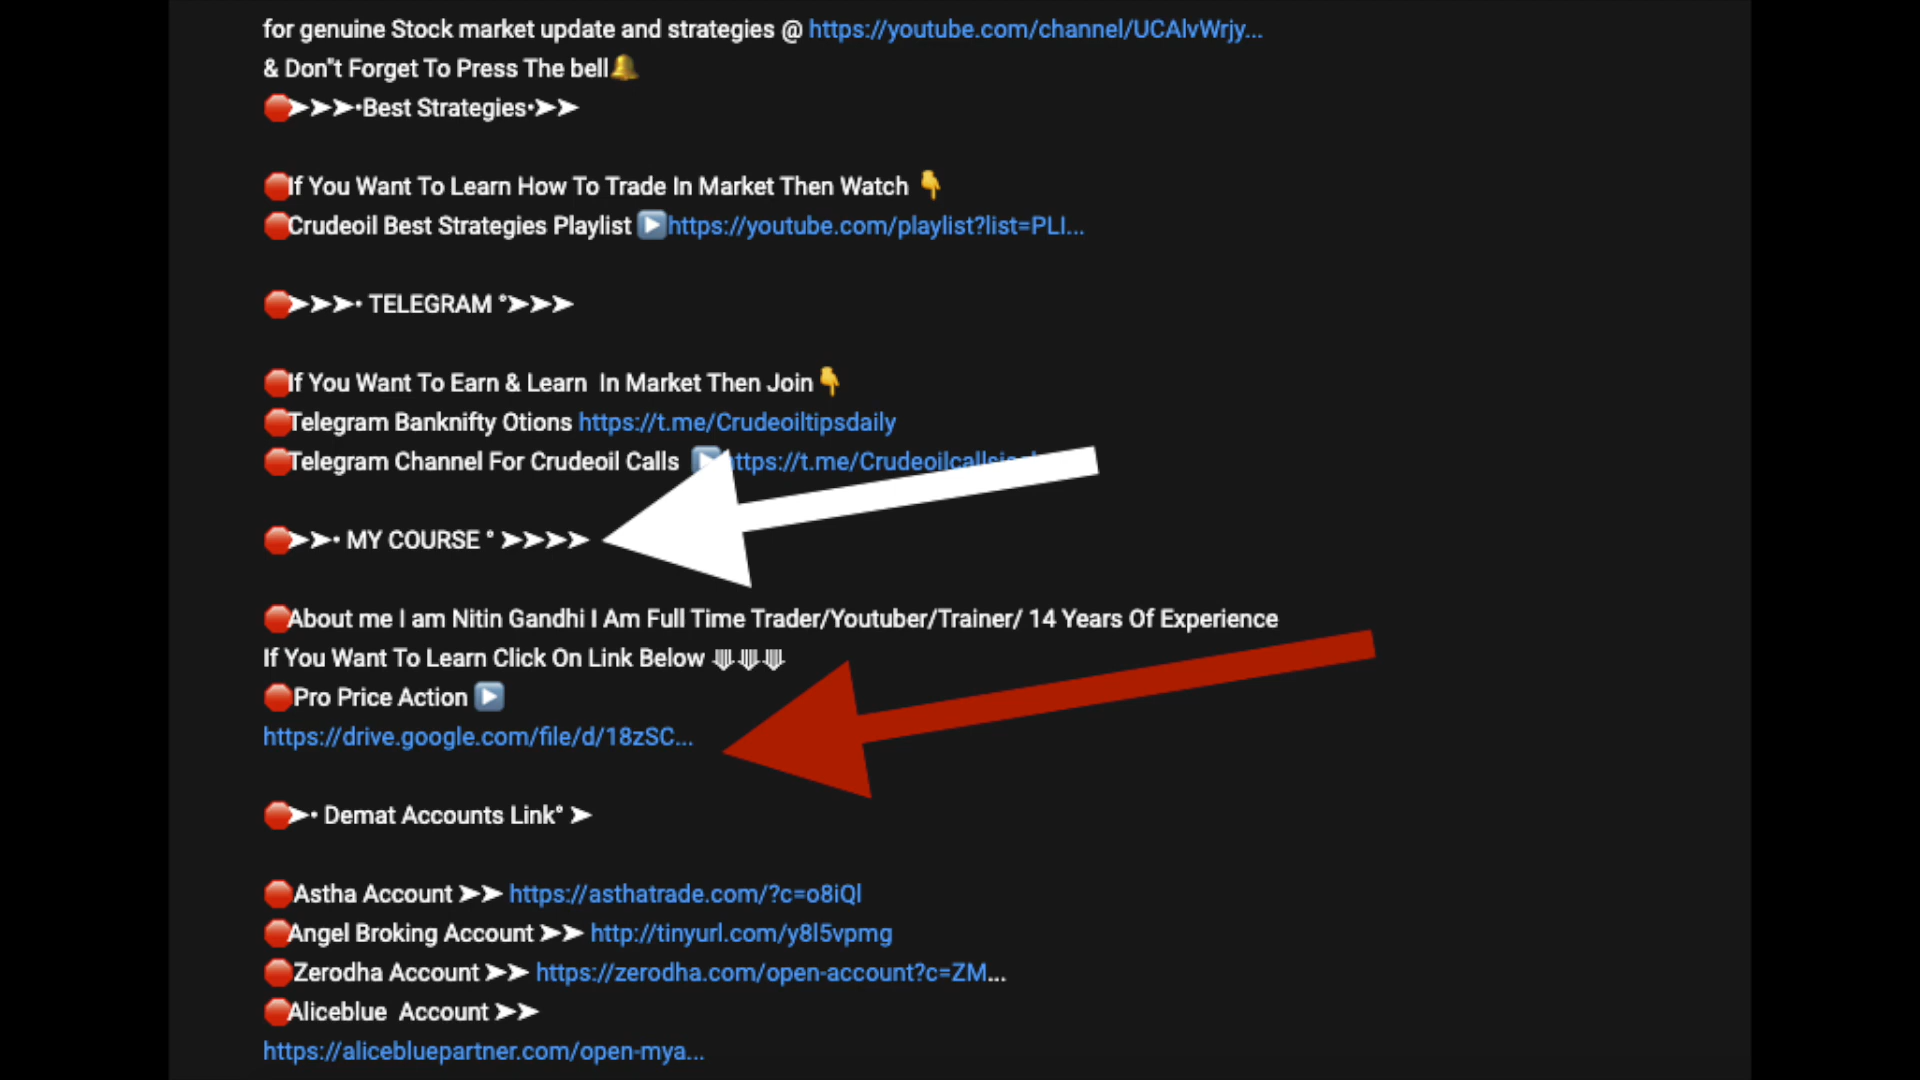 for genuine Stock market update and strategies @ https://youtube.com/channel/UCAlvWrjy...
& Don"t Forget To Press The bell🔔
🛑➤➤➤•Best Strategies•➤➤
🛑If You Want To Learn How To Trade In Market Then Watch 👇
🛑Crudeoil Best Strategies Playlist ▶️https://youtube.com/playlist?list=PLI...
🛑➤➤➤• TELEGRAM °➤➤➤
🛑If You Want To Earn & Learn  In Market Then Join👇
🛑Telegram Banknifty Otions https://t.me/Crudeoiltipsdaily
🛑Telegram Channel For Crudeoil Calls ▶️
🛑➤➤• MY COURSE ° ➤➤➤➤
🛑About me I am Nitin Gandhi I Am Full Time Trader/Youtuber/Trainer/ 14 Years Of Experience
If You Want To Learn Click On Link Below ⟱⟱⟱
🛑Pro Price Action ▶️
https://drive.google.com/file/d/18zSC...
🛑➤• Demat Accounts Link° ➤
🛑Astha Account ➤➤ https://asthatrade.com/?c=o8iQl
🛑Angel Broking Account ➤➤ http://tinyurl.com/y8l5vpmg
🛑Zerodha Account ➤➤ https://zerodha.com/open-account?c=ZM...
🛑Aliceblue  Account ➤➤
https://alicebluepartner.com/open-mya...